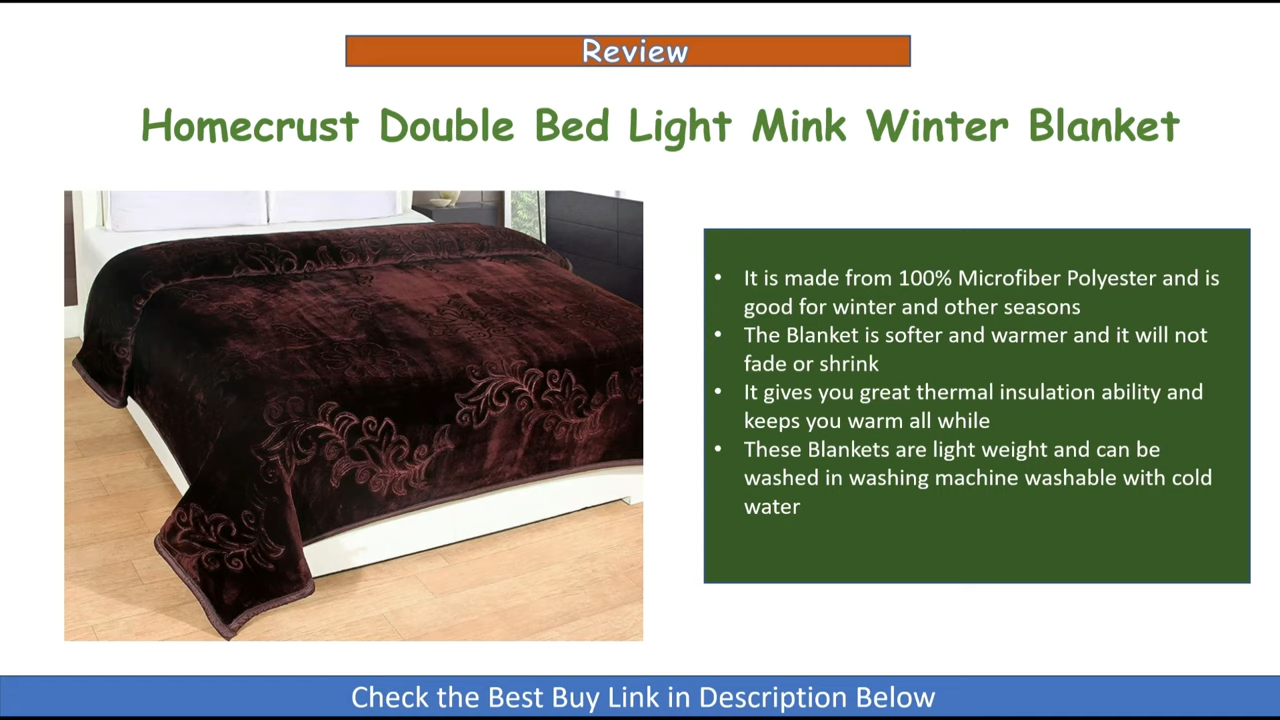 Review
Homecrust Double Bed Light Mink Winter Blanket
• It is made from 100% Microfiber Polyester and is
good for winter and other seasons
• The Blanket is softer and warmer and it will not
fade or shrink
• It gives you great thermal insulation ability and
keeps you warm all while
• These Blankets are light weight and can be
washed in washing machine washable with cold
water
Check the Best Buy Link in Description Below